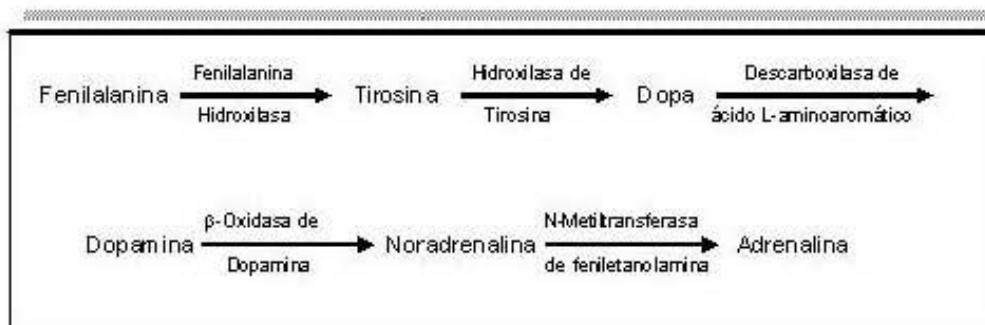 Fenilalanina Hidroxilasa de Descarboxilasa de
Fenilalanina Tirosina Dopa
Hidroxilasa Tirosina ácido L-aminoaromático
β-Oxidasa de N-Metiltransferasa
Dopamina Noradrenalina Adrenalina
Dopamina de feniletanolamina